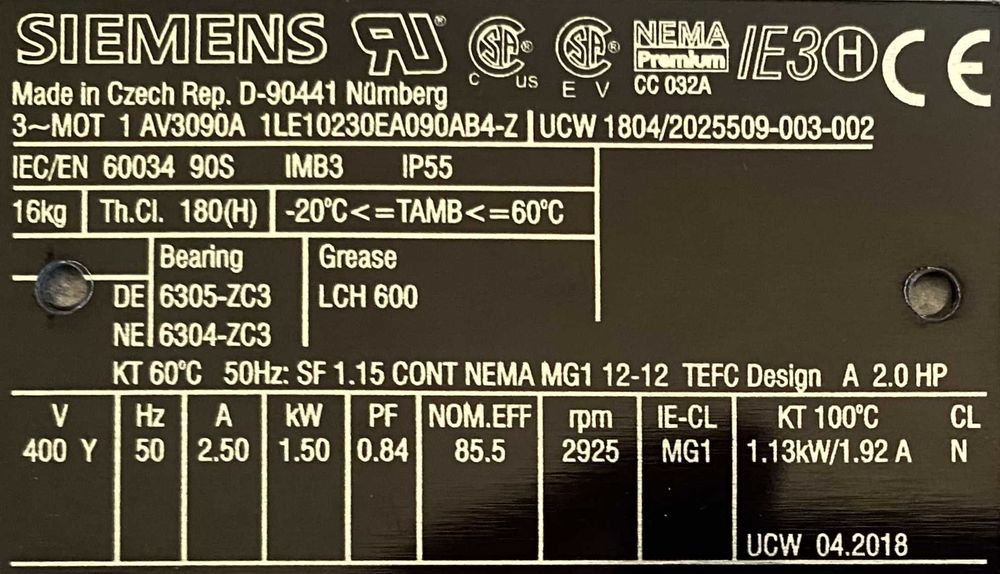 SIEMENS RU ® SA ® C US SA ® E V NEMA Premium CC 032A IE3 H CE
Made in Czech Rep. D-90441 Nürnberg
3~MOT 1 AV3090A 1LE10230EA090AB4-Z UCW 1804/2025509-003-002
IEC/EN 60034 90S IMB3 IP55
16kg Th.Cl. 180(H) -20°C<=TAMB<=60°C
Bearing Grease
DE 6305-ZC3 LCH 600
NE 6304-ZC3
KT 60°C 50Hz: SF 1.15 CONT NEMA MG1 12-12 TEFC Design A 2.0 HP
V Hz A kW PF NOM.EFF rpm IE-CL KT 100°C CL
400 Y 50 2.50 1.50 0.84 85.5 2925 MG1 1.13kW/1.92 A N
UCW 04.2018